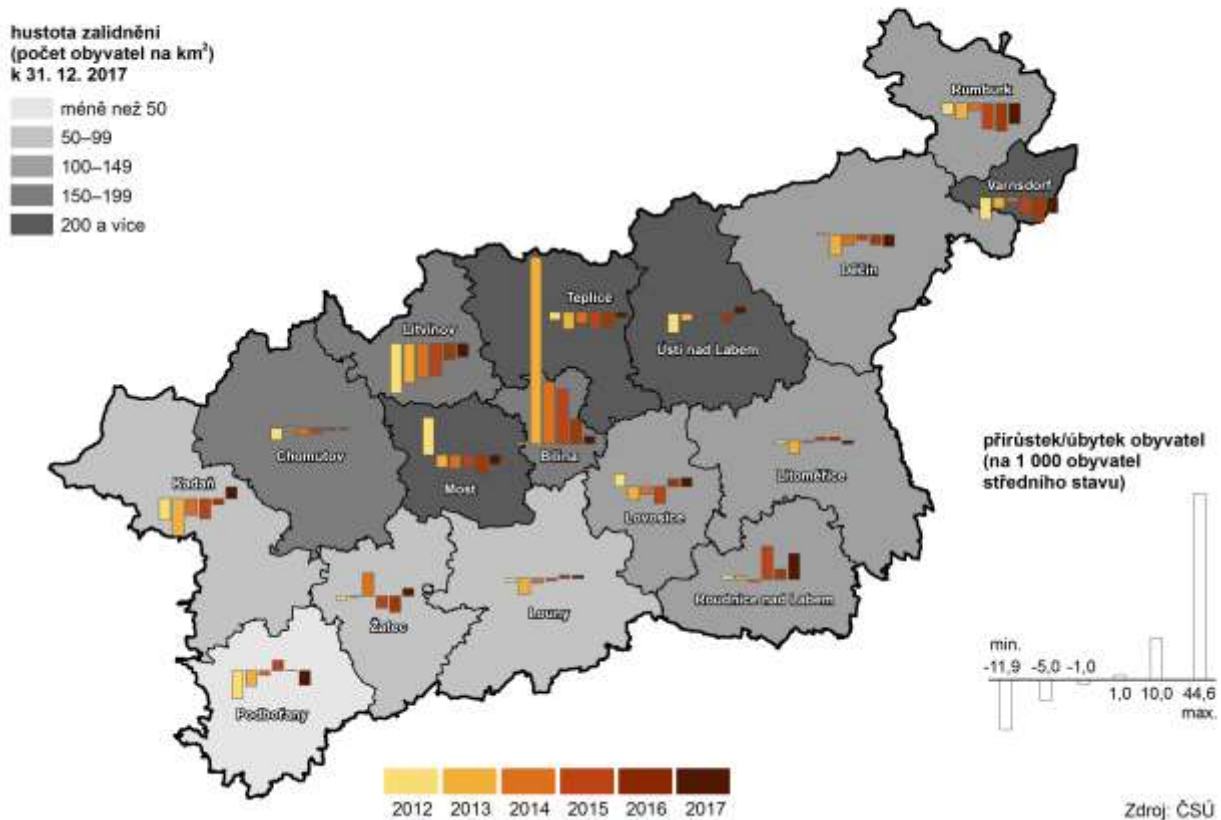 hustota zalidnění
(počet obyvatel na km²)
k 31. 12. 2017
méně než 50
50–99
100–149
150–199
200 a více
Rumburk
Varnsdorf
Děčín
Teplice
Ústí nad Labem
Litvínov
Chomutov
Most
Bílina
Kadaň
Lovosice
Litoměřice
Roudnice nad Labem
Louny
Žatec
Podbořany
přírůstek/úbytek obyvatel
(na 1 000 obyvatel
středního stavu)
min.
-11,9 -5,0 -1,0
1,0 10,0 44,6
max.
2012 2013 2014 2015 2016 2017
Zdroj: ČSÚ